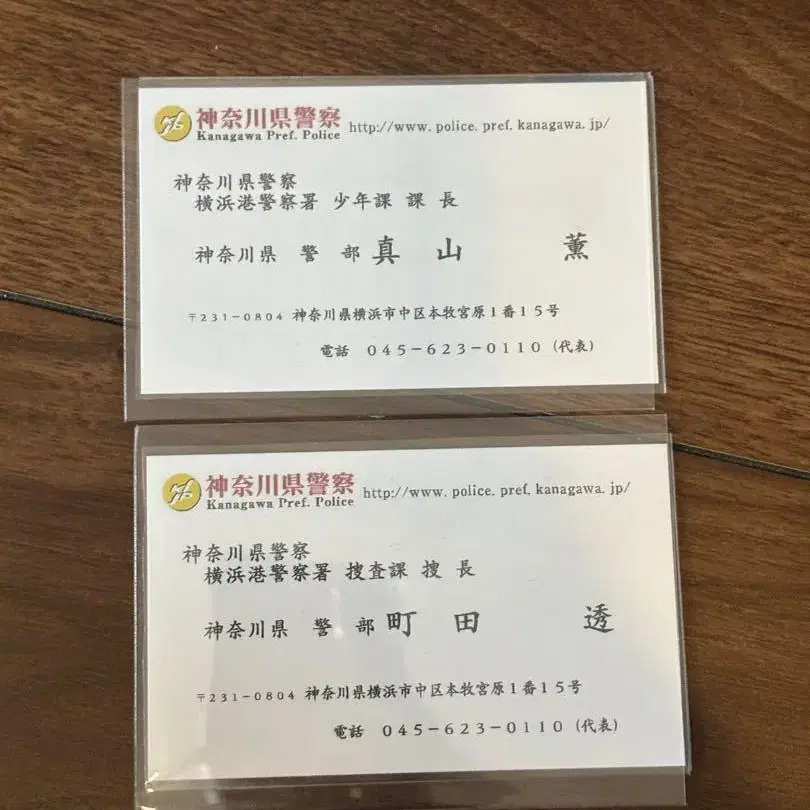 神奈川県警察
Kanagawa Pref. Police http://www.police.pref.kanagawa.jp/
神奈川県警察
横浜港警察署 少年課 課 長
神奈川県 警 部 真 山 薫
〒231-0804 神奈川県横浜市中区本牧宮原1番15号
電話 045-623-0110 (代表)
神奈川県警察
Kanagawa Pref. Police http://www.police.pref.kanagawa.jp/
神奈川県警察
横浜港警察署 捜査課 捜 長
神奈川県 警 部 町 田 透
〒231-0804 神奈川県横浜市中区本牧宮原1番15号
電話 045-623-0110 (代表)